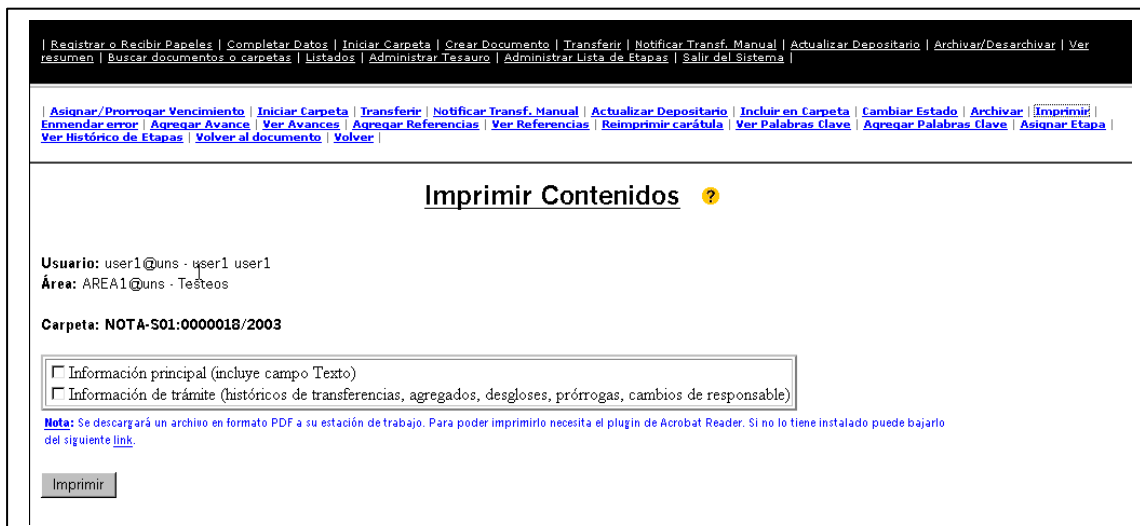 | Registrar o Recibir Papeles | Completar Datos | Iniciar Carpeta | Crear Documento | Transferir | Notificar Transf. Manual | Actualizar Depositario | Archivar/Desarchivar | Ver
resumen | Buscar documentos o carpetas | Listados | Administrar Tesauro | Administrar Lista de Etapas | Salir del Sistema |
| Asignar/Prorrogar Vencimiento | Iniciar Carpeta | Transferir | Notificar Transf. Manual | Actualizar Depositario | Incluir en Carpeta | Cambiar Estado | Archivar | Imprimir |
Enmendar error | Agregar Avance | Ver Avances | Agregar Referencias | Ver Referencias | Reimprimir carátula | Ver Palabras Clave | Agregar Palabras Clave | Asignar Etapa |
Ver Histórico de Etapas | Volver al documento | Volver |
Imprimir Contenidos ?
Usuario: user1@uns - user1 user1
Área: AREA1@uns - Testeos
Carpeta: NOTA-S01:0000018/2003
Información principal (incluye campo Texto)
Información de trámite (históricos de transferencias, agregados, desgloses, prórrogas, cambios de responsable)
Nota: Se descargará un archivo en formato PDF a su estación de trabajo. Para poder imprimirlo necesita el plugin de Acrobat Reader. Si no lo tiene instalado puede bajarlo
del siguiente link.
Imprimir